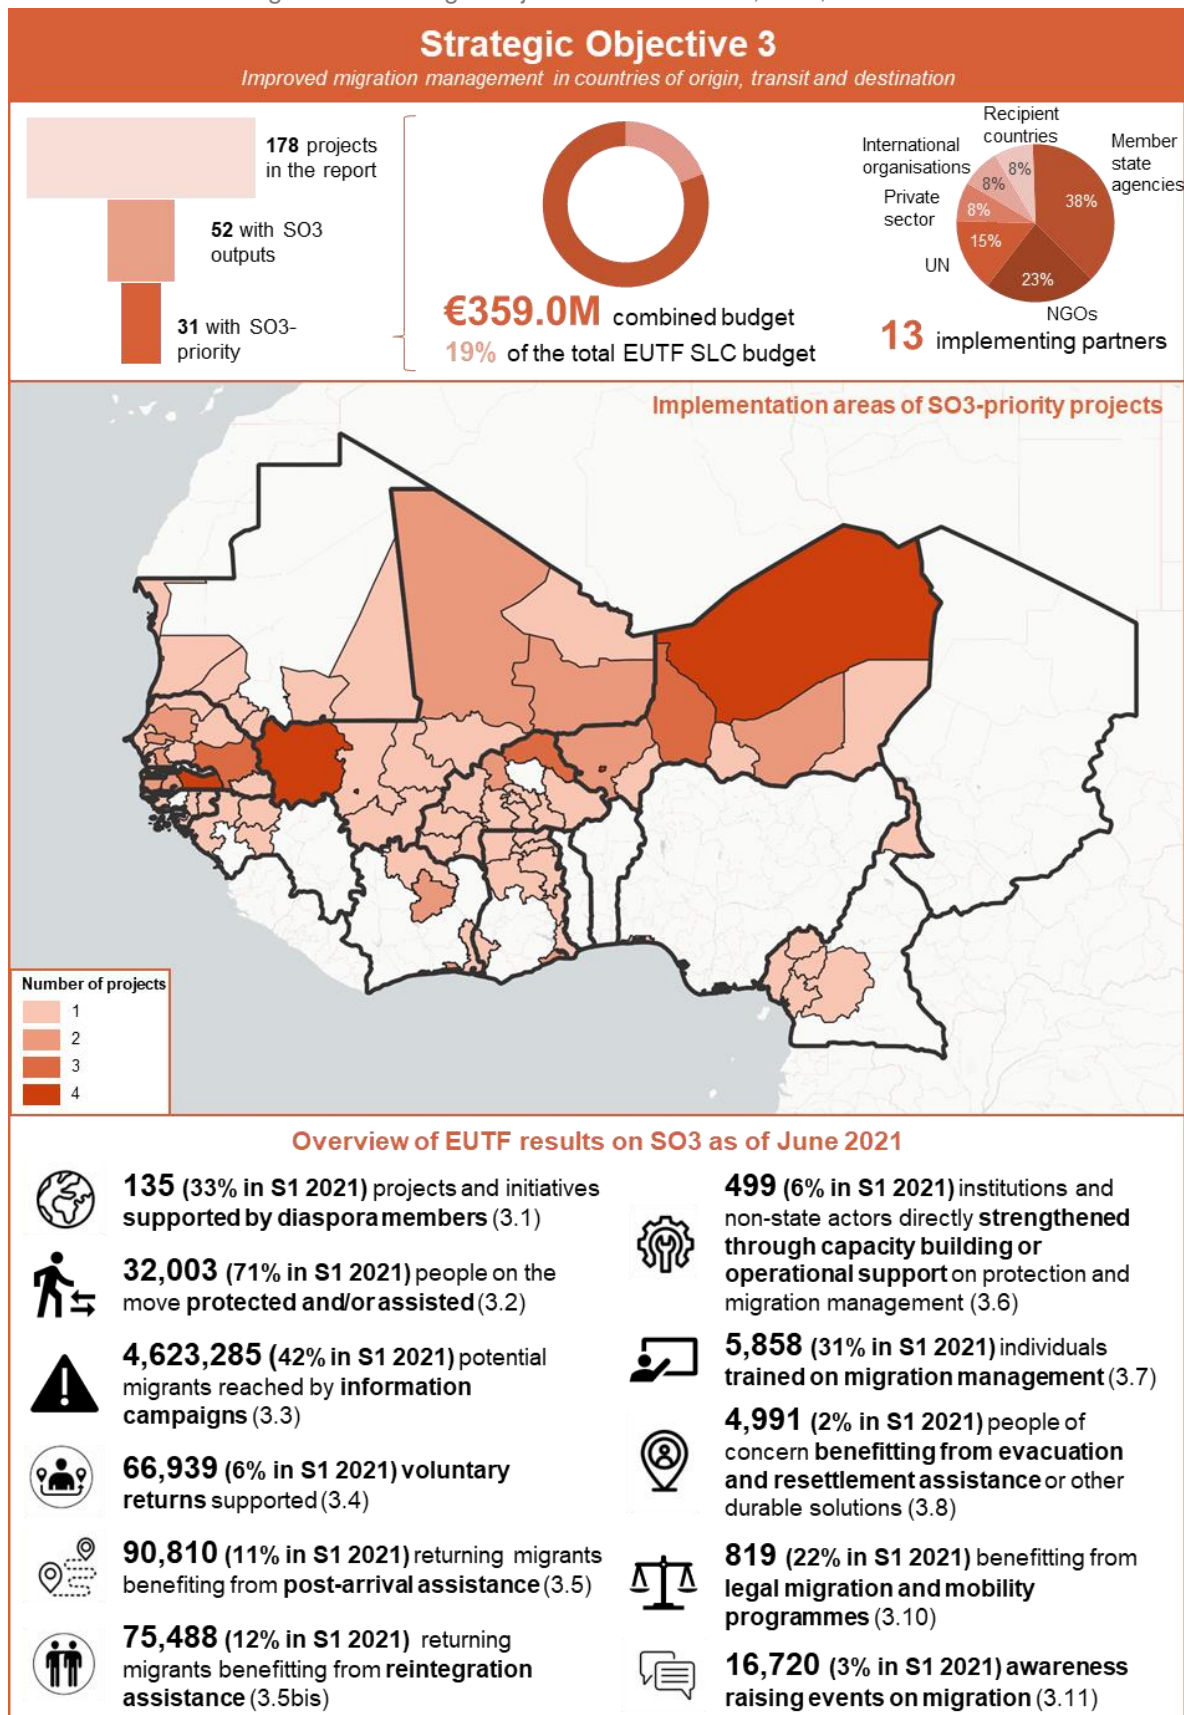 Strategic Objective 3
Improved migration management in countries of origin, transit and destination
178 projects
in the report
52 with SO3
outputs
31 with SO3-
priority
€359.0M combined budget
19% of the total EUTF SLC budget
Recipient
countries
International
organisations
Private
sector
UN
NGOs
Member
state
agencies
8%
8%
8%
15%
23%
38%
13 implementing partners
Implementation areas of SO3-priority projects
Number of projects
1
2
3
4
Overview of EUTF results on SO3 as of June 2021
135 (33% in S1 2021) projects and initiatives
supported by diaspora members (3.1)
32,003 (71% in S1 2021) people on the
move protected and/or assisted (3.2)
4,623,285 (42% in S1 2021) potential
migrants reached by information
campaigns (3.3)
66,939 (6% in S1 2021) voluntary
returns supported (3.4)
90,810 (11% in S1 2021) returning migrants
benefiting from post-arrival assistance (3.5)
75,488 (12% in S1 2021) returning
migrants benefitting from reintegration
assistance (3.5bis)
499 (6% in S1 2021) institutions and
non-state actors directly strengthened
through capacity building or
operational support on protection and
migration management (3.6)
5,858 (31% in S1 2021) individuals
trained on migration management (3.7)
4,991 (2% in S1 2021) people of
concern benefitting from evacuation
and resettlement assistance or other
durable solutions (3.8)
819 (22% in S1 2021) benefitting from
legal migration and mobility
programmes (3.10)
16,720 (3% in S1 2021) awareness
raising events on migration (3.11)